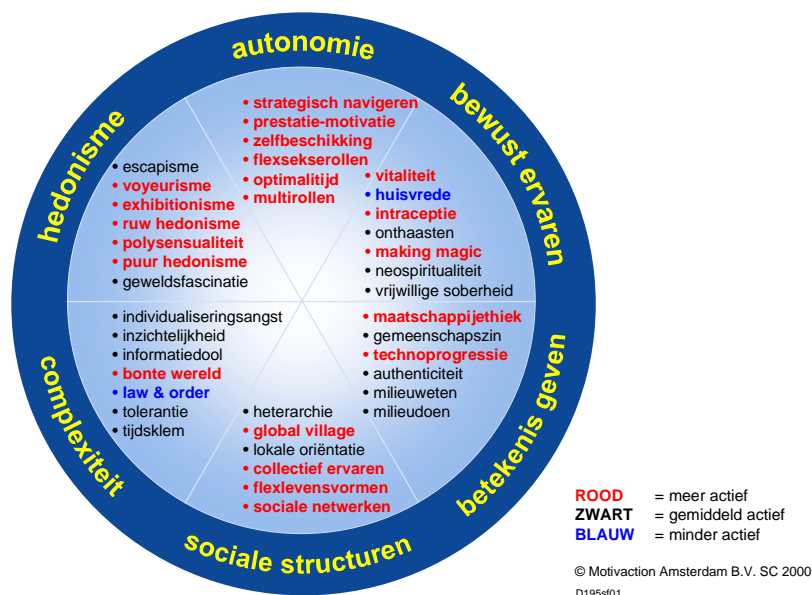 autonomie
bewust ervaren
betekenis geven
sociale structuren
complexiteit
hedonisme
• strategisch navigeren
• prestatie-motivatie
• zelfbeschikking
• flexsekserollen
• optimalitijd
• multirollen
• vitaliteit
• huisvrede
• intraceptie
• onthaasten
• making magic
• neospiritualiteit
• vrijwillige soberheid
• maatschappijethiek
• gemeenschapszin
• technoprogressie
• authenticiteit
• milieuweten
• milieudoen
• heterarchie
• global village
• lokale oriëntatie
• collectief ervaren
• flexlevensvormen
• sociale netwerken
• individualiseringsangst
• inzichtelijkheid
• informatiedool
• bonte wereld
• law & order
• tolerantie
• tijdsklem
• escapisme
• voyeurisme
• exhibitionisme
• ruw hedonisme
• polysensualiteit
• puur hedonisme
• geweldsfascinatie
ROOD = meer actief
ZWART = gemiddeld actief
BLAUW = minder actief
© Motivaction Amsterdam B.V. SC 2000
D195sf01